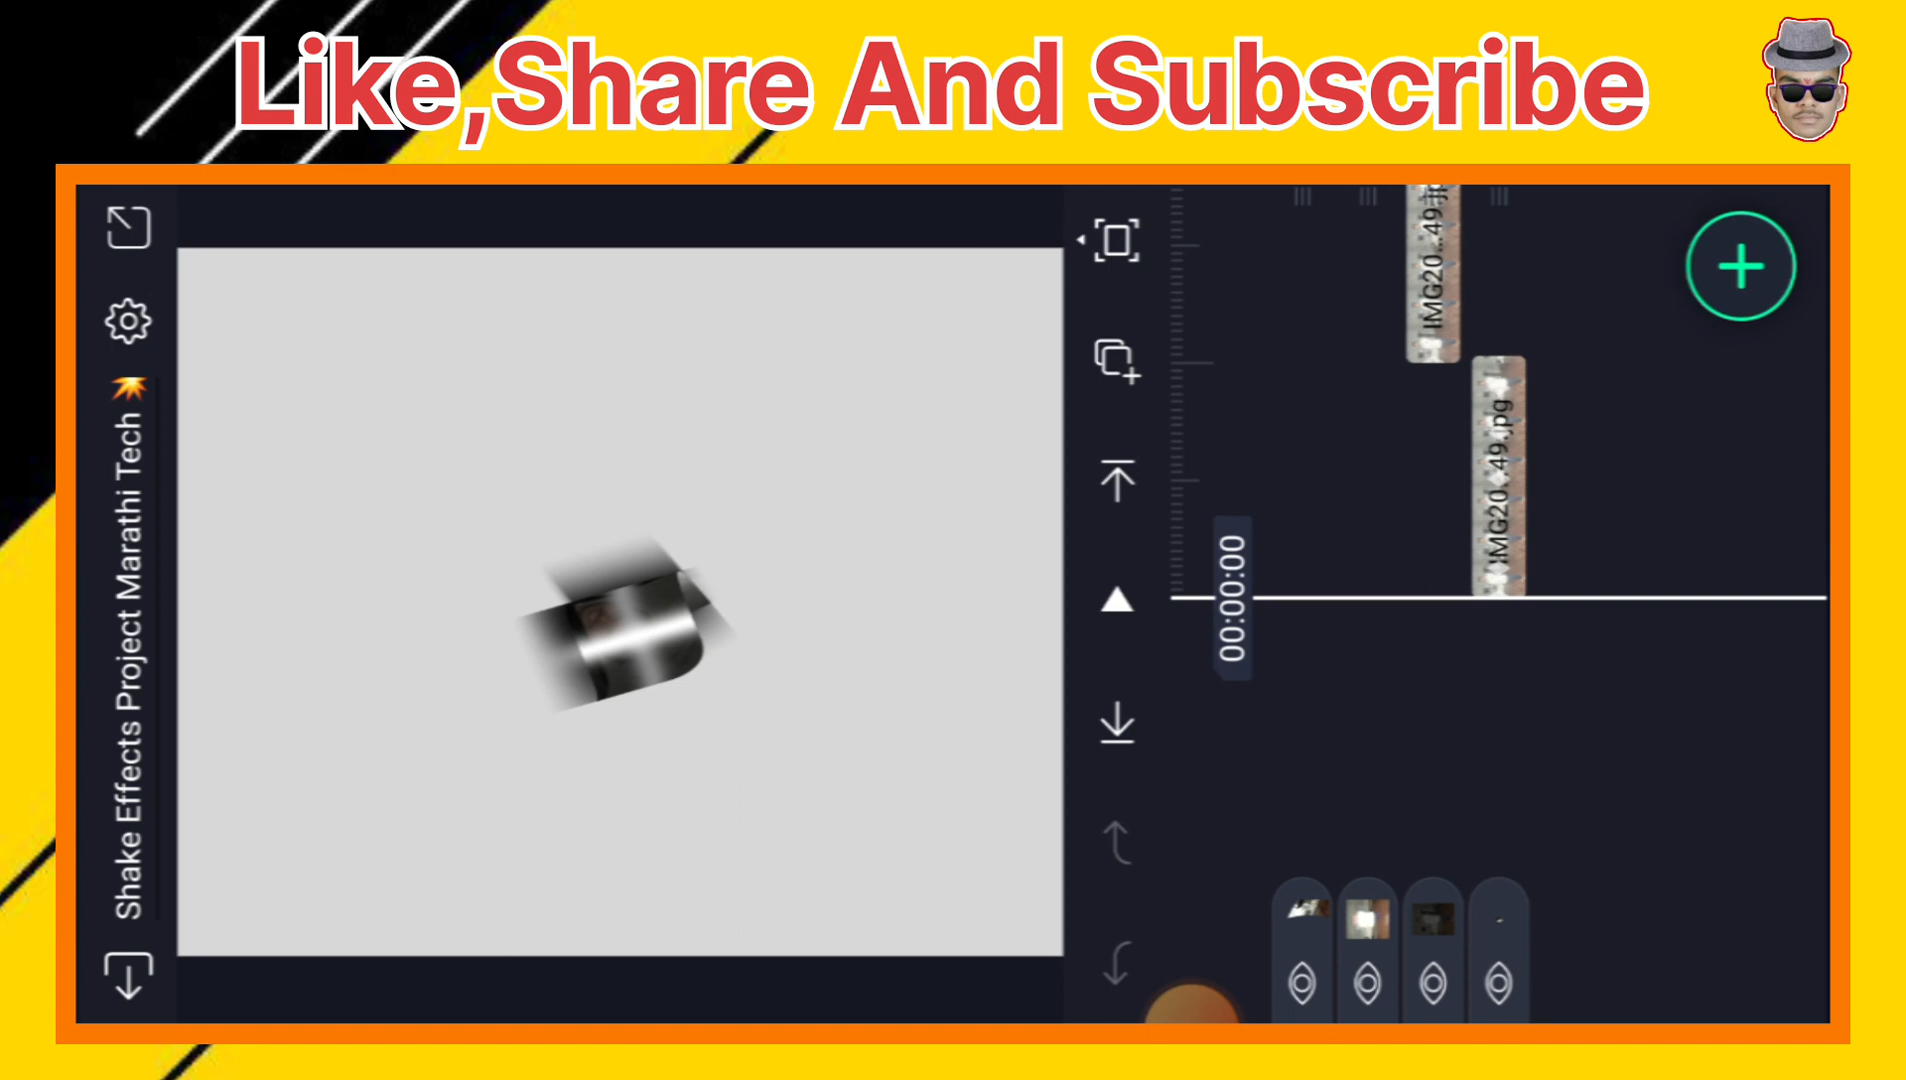 Like,Share And Subscribe
Shake Effects Project Marathi Tech 💥
00:00:00
IMG20...49.jp
IMG20...49.jpg